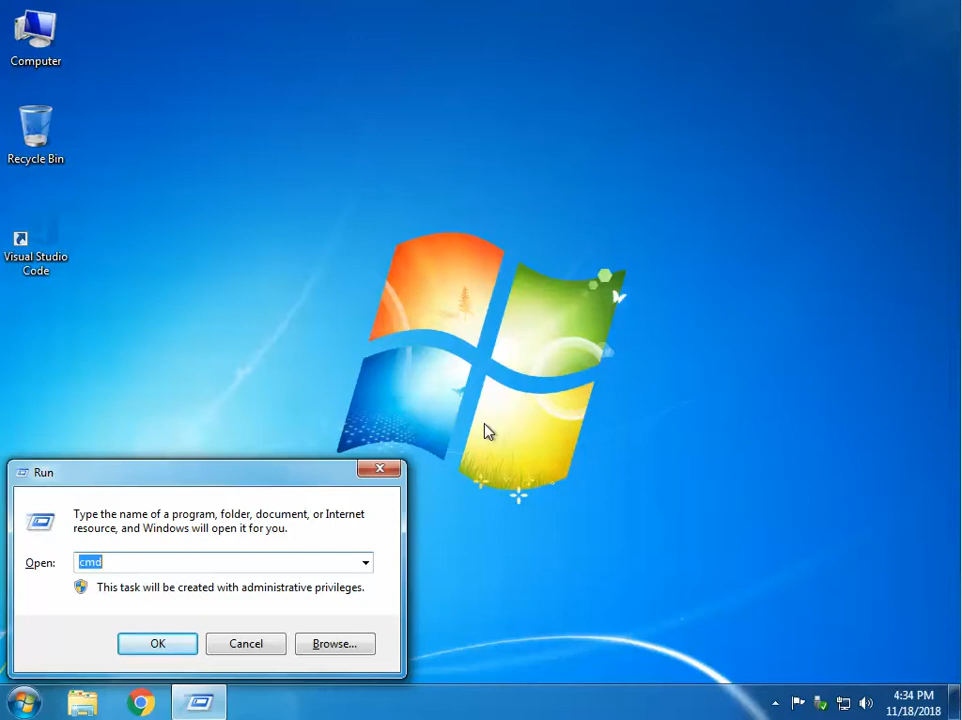 Computer
Recycle Bin
Visual Studio
Code
Run
Type the name of a program, folder, document, or Internet
resource, and Windows will open it for you.
Open: cmd
This task will be created with administrative privileges.
OK Cancel Browse...
4:34 PM
11/18/2018